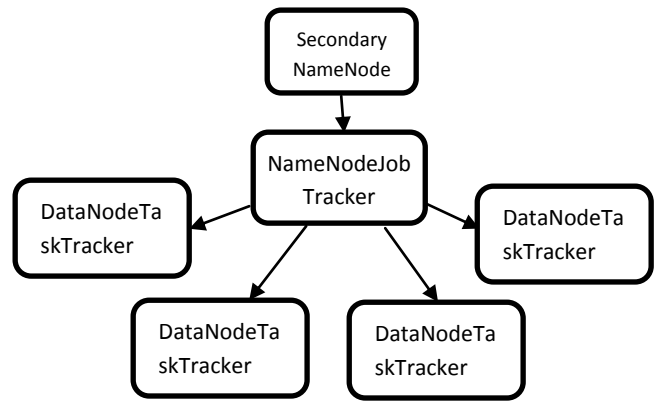 Secondary
NameNode
NameNodeJob
Tracker
DataNodeTa
skTracker
DataNodeTa
skTracker
DataNodeTa
skTracker
DataNodeTa
skTracker